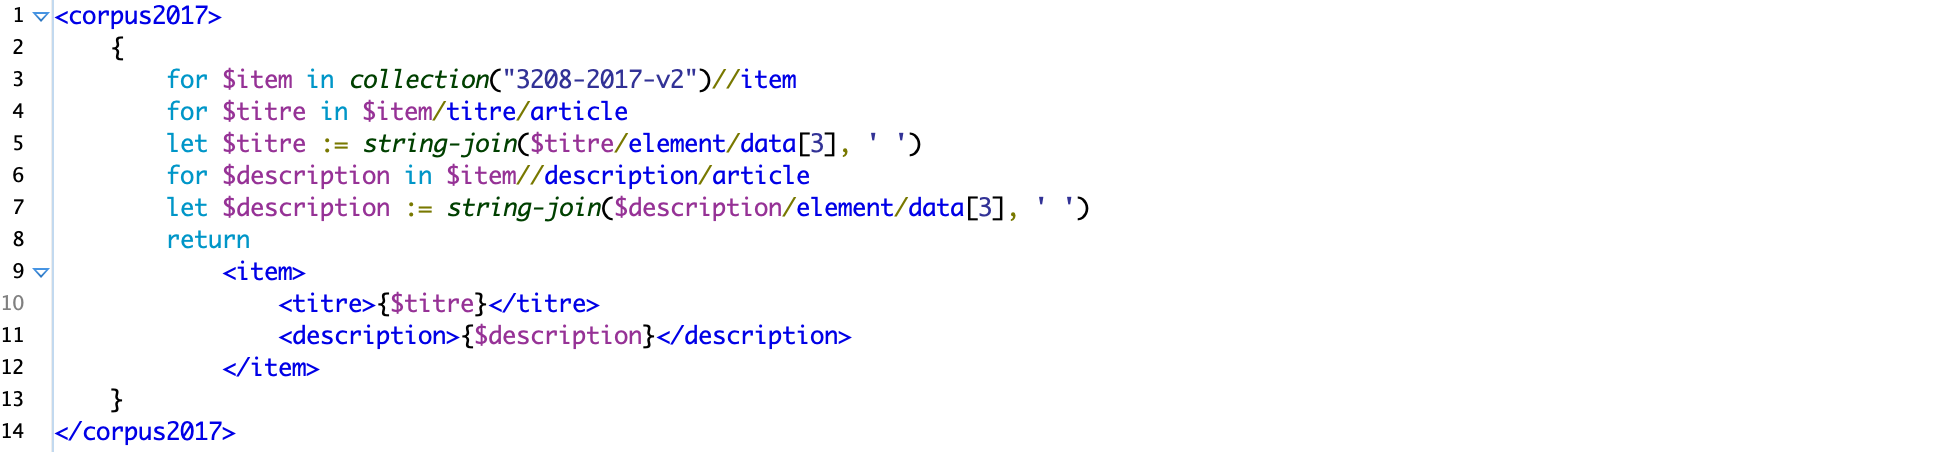 1 <corpus2017>
2 {
3 for $item in collection("3208-2017-v2")//item
4 for $titre in $item/titre/article
5 let $titre := string-join($titre/element/data[3], ' ')
6 for $description in $item//description/article
7 let $description := string-join($description/element/data[3], ' ')
8 return
9 <item>
10 <titre>{$titre}</titre>
11 <description>{$description}</description>
12 </item>
13 }
14 </corpus2017>